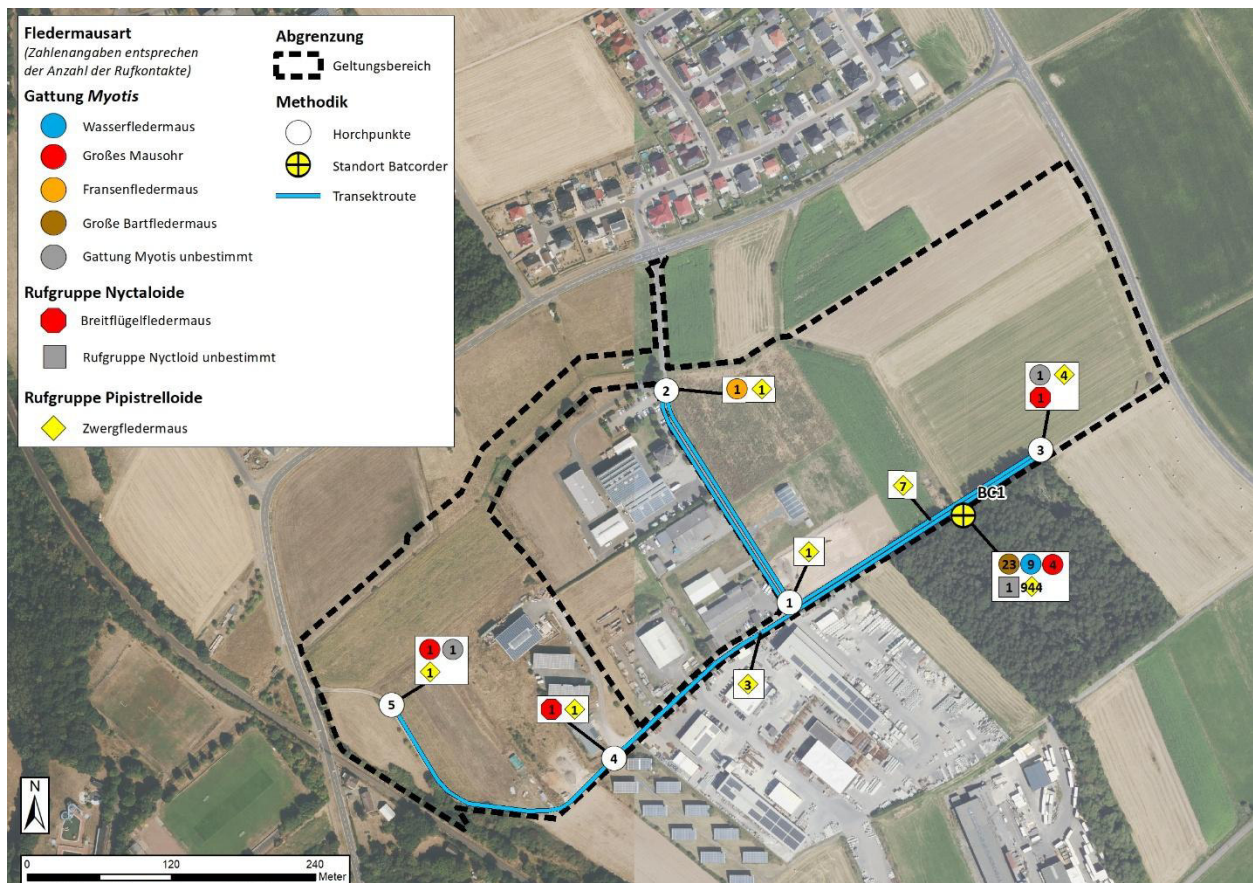 Fledermausart
(Zahlenangaben entsprechen
der Anzahl der Rufkontakte)
Gattung Myotis
Wasserfledermaus
Großes Mausohr
Fransenfledermaus
Große Bartfledermaus
Gattung Myotis unbestimmt
Rufgruppe Nyctaloide
Breitflügelfledermaus
Rufgruppe Nyctloid unbestimmt
Rufgruppe Pipistrelloide
Zwergfledermaus
Abgrenzung
Geltungsbereich
Methodik
Horchpunkte
Standort Batcorder
Transektroute
2
1 1
1 4
1
3
7
BC1
23 9 4
1 944
1
1
3
1 1
1
5
1 1
4
N
0 120 240
Meter